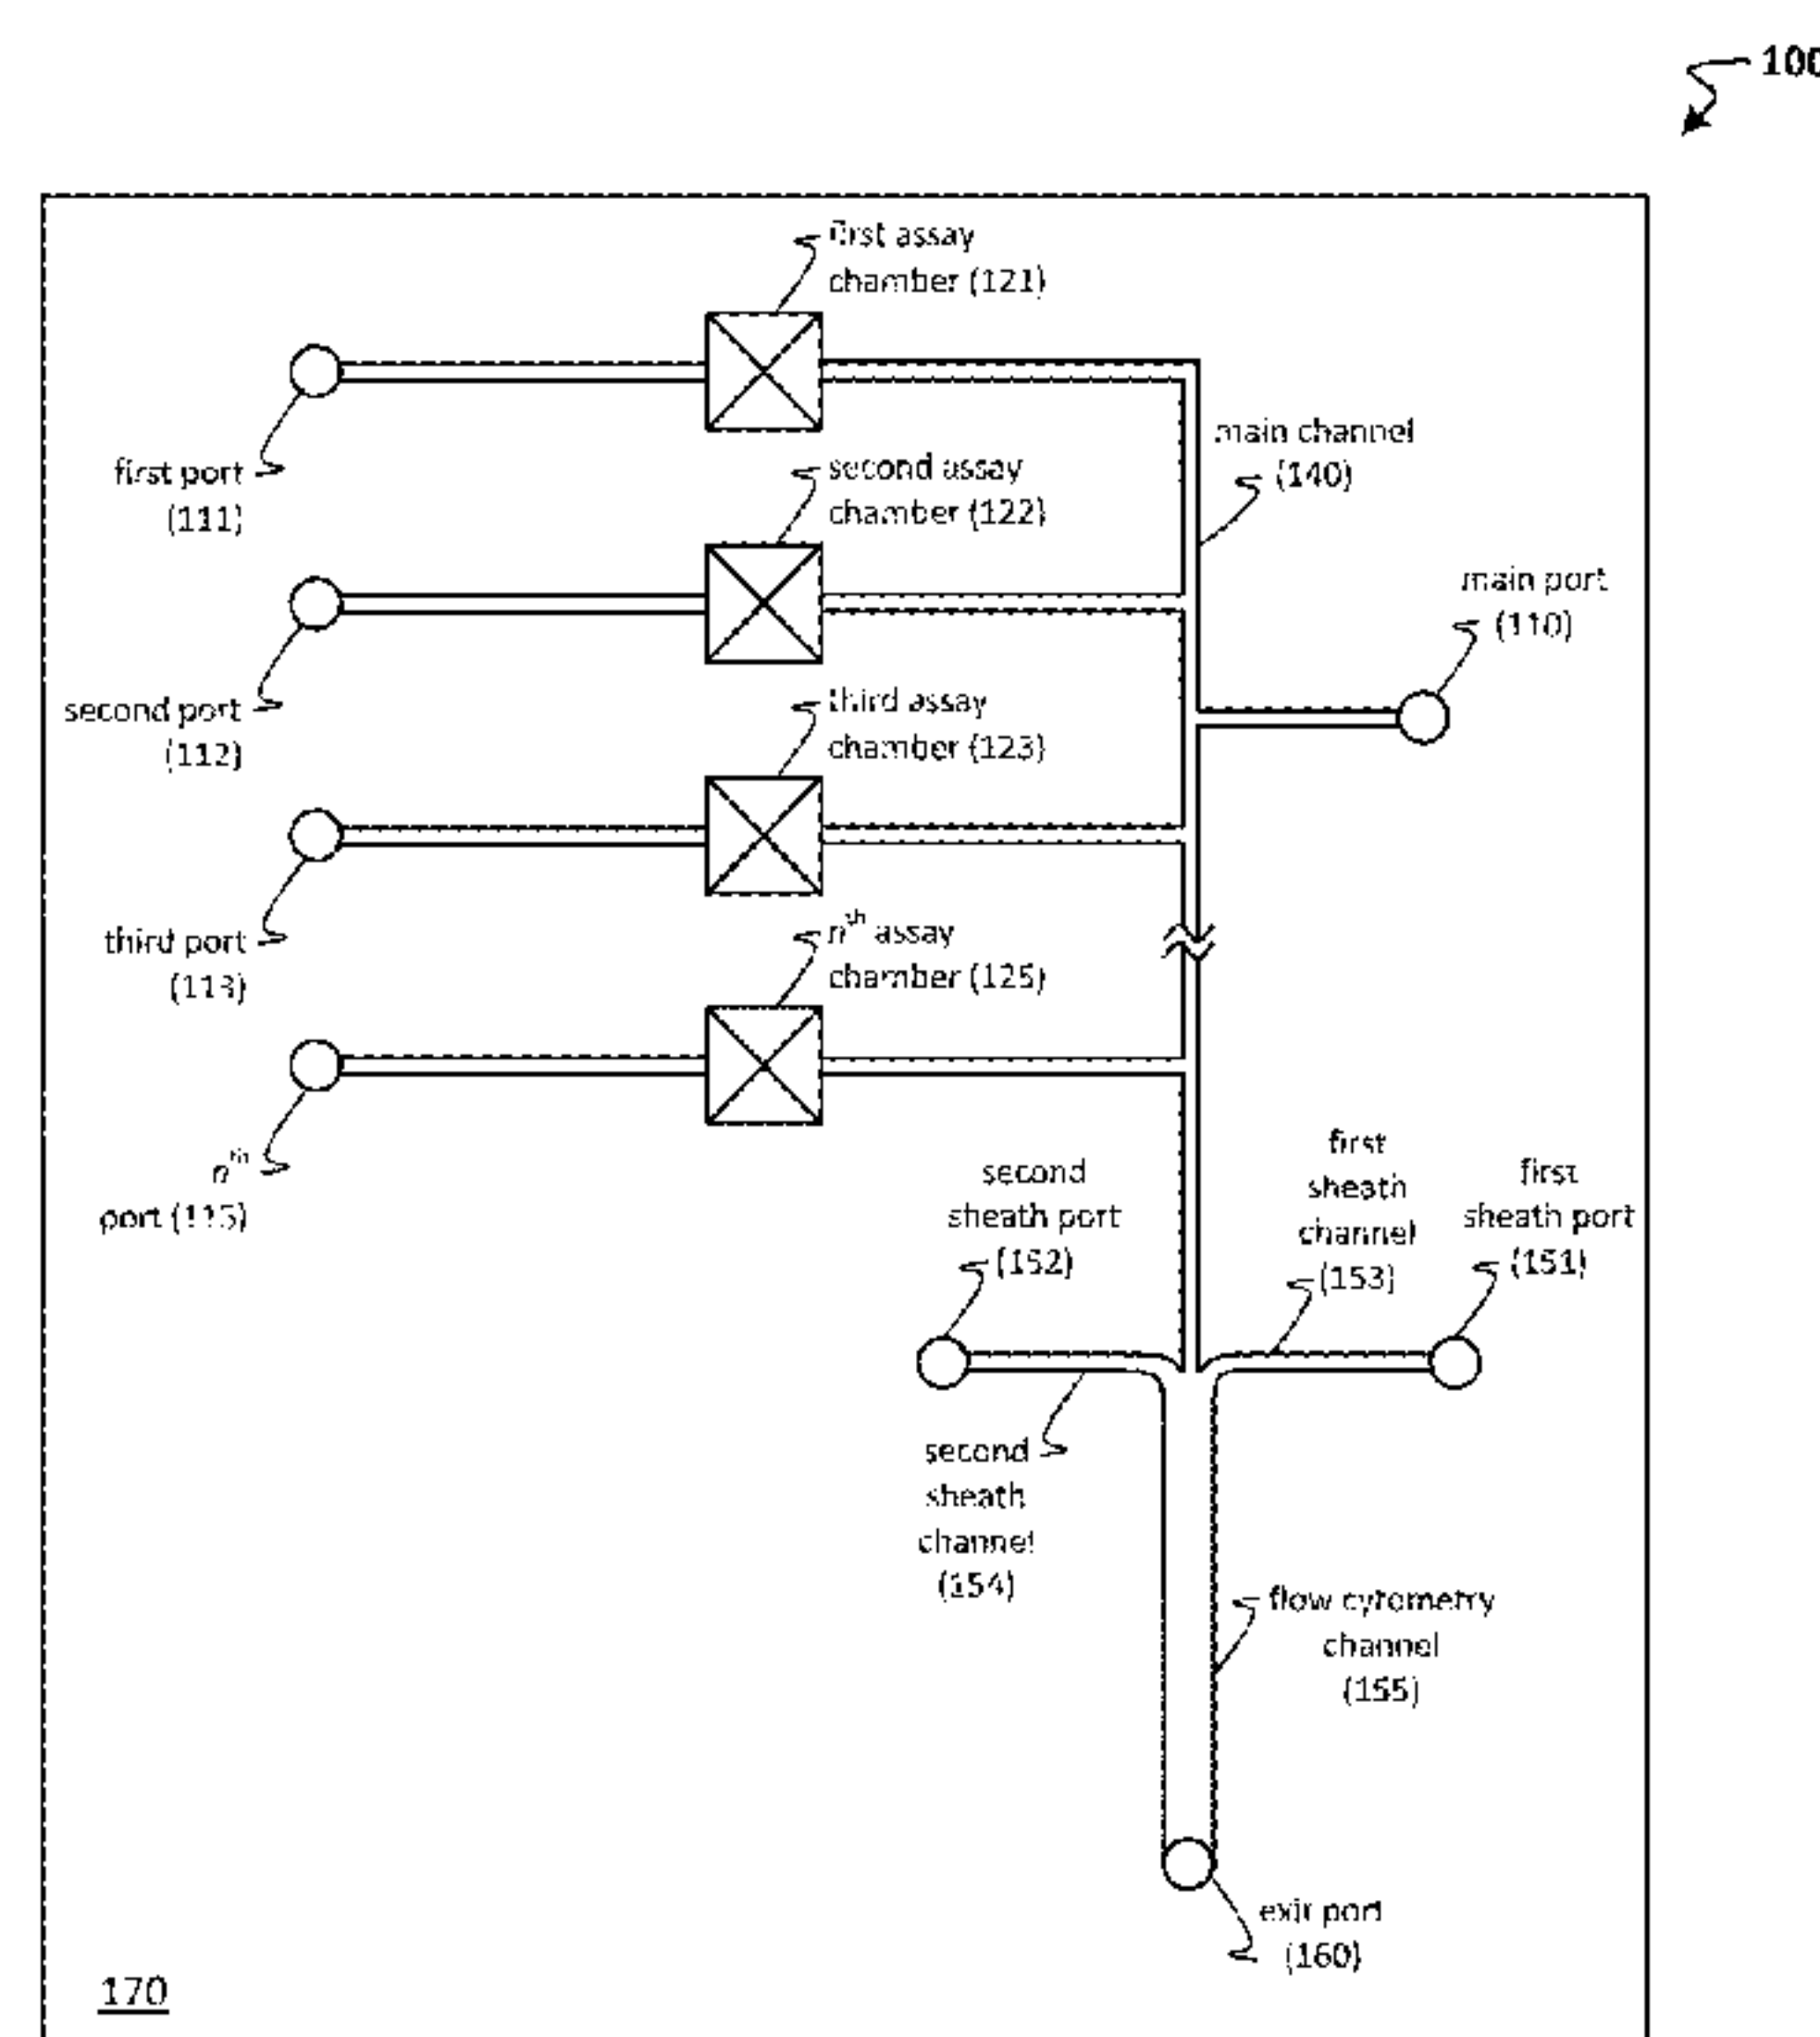 100
first assay
chamber (121)
main channel
(140)
first port
(111)
second assay
chamber (122)
main port
(110)
second port
(112)
third assay
chamber (123)
third port
(113)
nth assay
chamber (125)
nth
port (115)
second
sheath port
(152)
first
sheath
channel
(153)
first
sheath port
(151)
second
sheath
channel
(154)
flow cytometry
channel
(155)
exit port
(160)
170